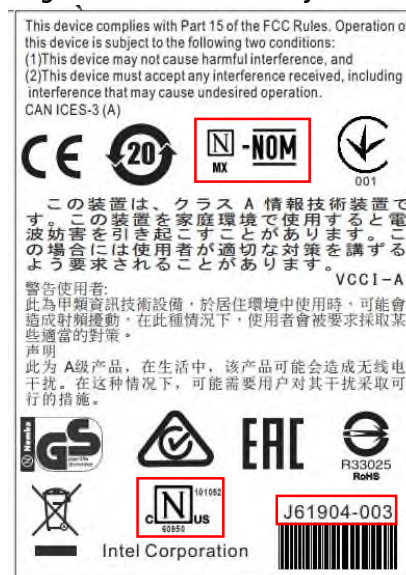 This device complies with Part 15 of the FCC Rules. Operation of
this device is subject to the following two conditions:
(1)This device may not cause harmful interference, and
(2)This device must accept any interference received, including
interference that may cause undesired operation.
CAN ICES-3 (A)
CE 20 N -NOM
MX 001
この装置は、クラス A 情報技術装置で
す。この装置を家庭環境で使用すると電
波妨害を引き起こすことがあります。こ
の場合には使用者が適切な対策を講ずる
よう要求されることがあります。
VCCI-A
警告使用者:
此為甲類資訊技術設備，於居住環境中使用時，可能會
造成射頻擾動，在此種情況下，使用者會被要求採取某
些適當的對策。
声明
此为 A级产品，在生活中，该产品可能会造成无线电
干扰。在这种情况下，可能需要用户对其干扰采取可
行的措施。
N Nemko GS EAC
R33025
RoHS
101052
c N US
60950
J61904-003
Intel Corporation